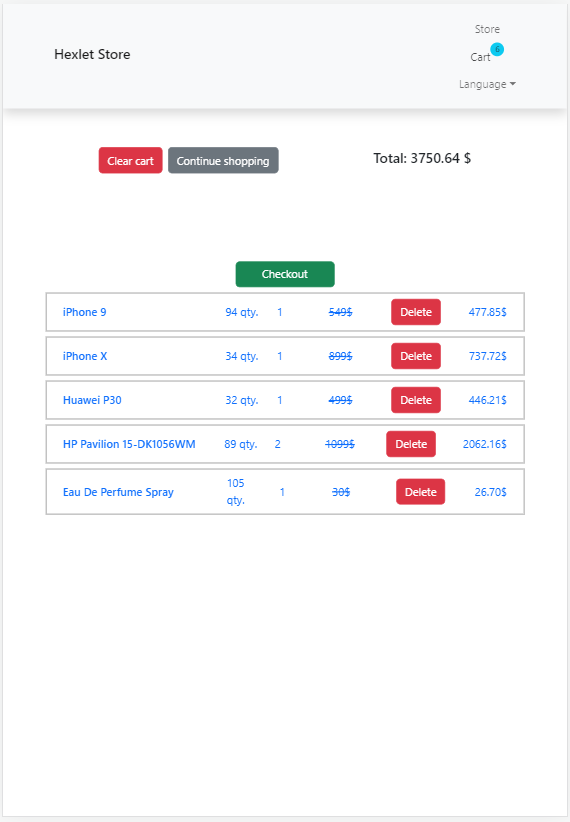 Hexlet Store
Store
Cart 6
Language
Clear cart Continue shopping Total: 3750.64 $
Checkout
iPhone 9 94 qty. 1 549$ Delete 477.85$
iPhone X 34 qty. 1 899$ Delete 737.72$
Huawei P30 32 qty. 1 499$ Delete 446.21$
HP Pavilion 15-DK1056WM 89 qty. 2 1099$ Delete 2062.16$
Eau De Perfume Spray 105 qty. 1 30$ Delete 26.70$